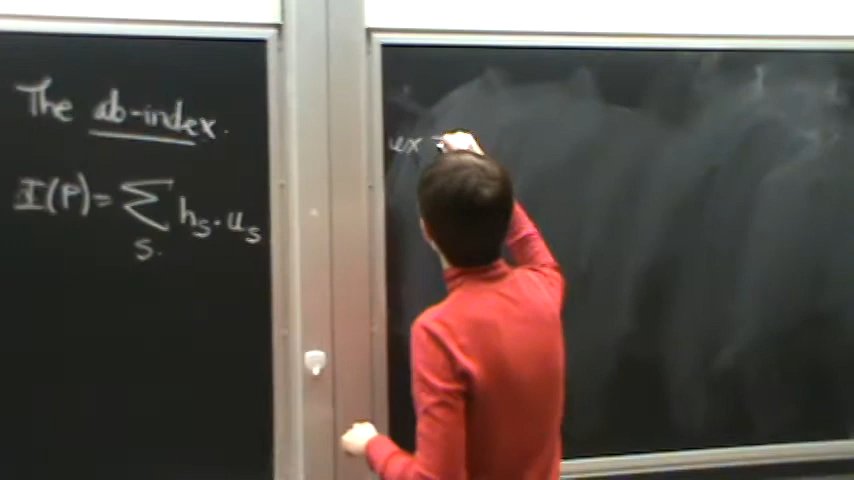 The ab-index.
Ψ(P) = Σ h_S · u_S
S.